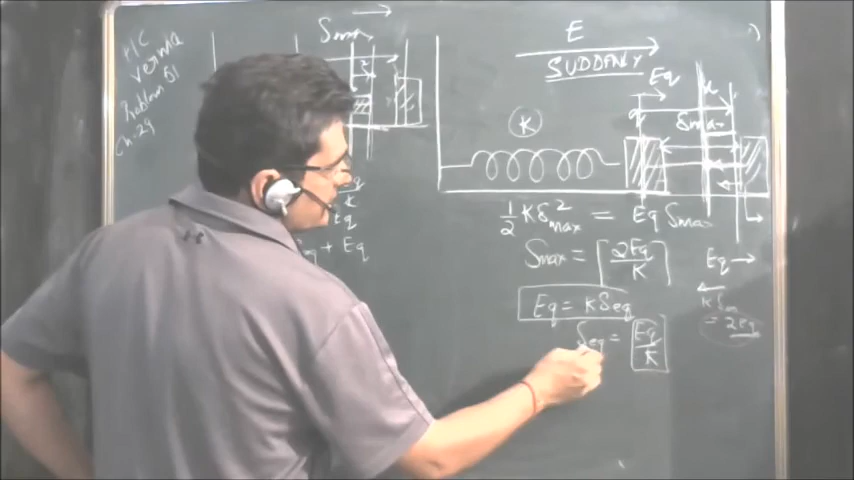 HC
Verma
Problem 51
Ch-29
Smax
+ Eq
E
SUDDENLY
Eq
x
δmax
K
1/2 Kδ²max = Eq δmax
δmax = 2Eq/K
Eq = Kδeq
δeq = Eq/K
Eq →
Kδm
= 2Eq